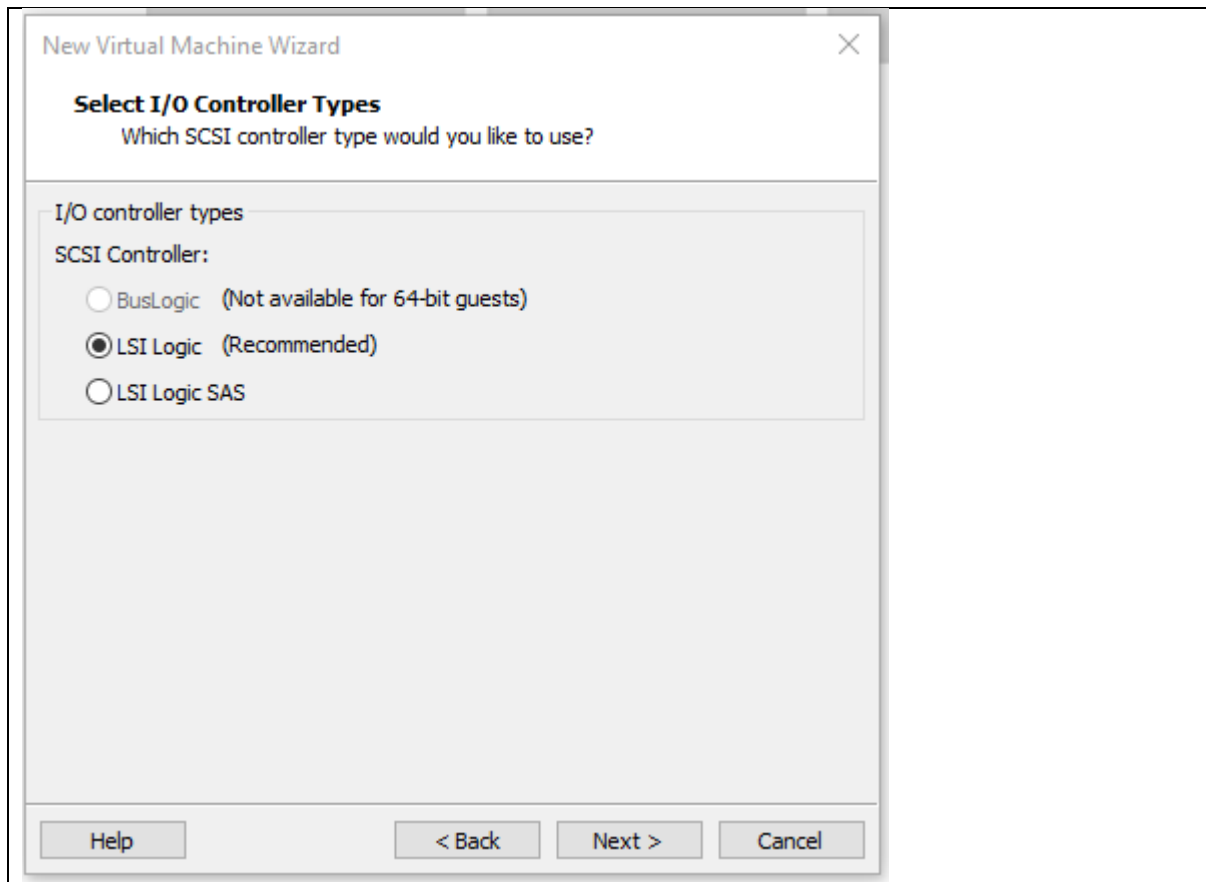 New Virtual Machine Wizard
Select I/O Controller Types
Which SCSI controller type would you like to use?
I/O controller types
SCSI Controller:
BusLogic (Not available for 64-bit guests)
LSI Logic (Recommended)
LSI Logic SAS
Help < Back Next > Cancel